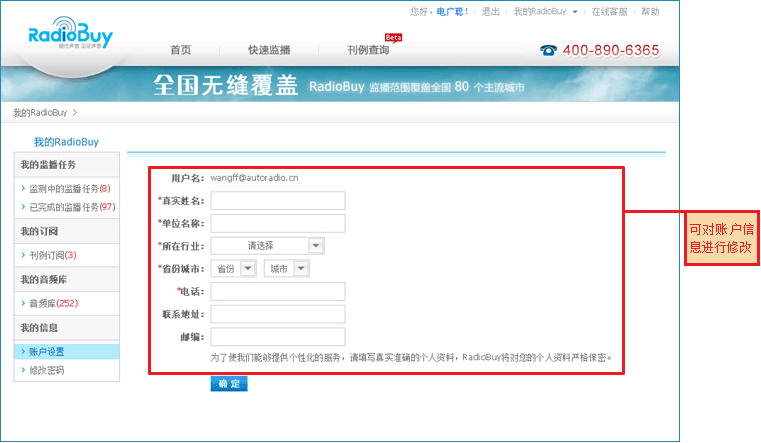 您好，电广聪！ | 退出 | 我的RadioBuy | 在线客服 | 帮助
RadioBuy
首页 快速监播 刊例查询 Beta 400-890-6365
全国无缝覆盖 RadioBuy 监播范围覆盖全国 80 个主流城市
我的RadioBuy >
我的RadioBuy
我的监播任务
监测中的监播任务(8)
已完成的监播任务(97)
我的订阅
刊例订阅(3)
我的音频库
音频库(252)
我的信息
账户设置
修改密码
用户名： wangff@autoradio.cn
*真实姓名：
*单位名称：
*所在行业： 请选择
*省份城市： 省份 城市
*电话：
联系地址：
邮编：
为了使我们能够提供个性化的服务，请填写真实准确的个人资料，RadioBuy将对您的个人资料严格保密。
确 定
可对账户信
息进行修改